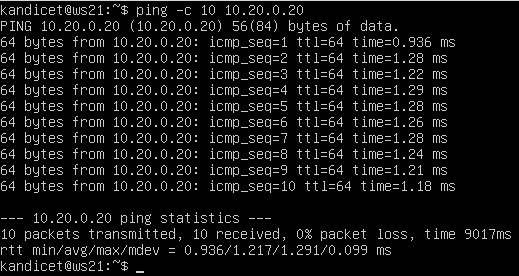 kandicet@ws21:~$ ping -c 10 10.20.0.20
PING 10.20.0.20 (10.20.0.20) 56(84) bytes of data.
64 bytes from 10.20.0.20: icmp_seq=1 ttl=64 time=0.936 ms
64 bytes from 10.20.0.20: icmp_seq=2 ttl=64 time=1.28 ms
64 bytes from 10.20.0.20: icmp_seq=3 ttl=64 time=1.22 ms
64 bytes from 10.20.0.20: icmp_seq=4 ttl=64 time=1.29 ms
64 bytes from 10.20.0.20: icmp_seq=5 ttl=64 time=1.28 ms
64 bytes from 10.20.0.20: icmp_seq=6 ttl=64 time=1.26 ms
64 bytes from 10.20.0.20: icmp_seq=7 ttl=64 time=1.28 ms
64 bytes from 10.20.0.20: icmp_seq=8 ttl=64 time=1.24 ms
64 bytes from 10.20.0.20: icmp_seq=9 ttl=64 time=1.21 ms
64 bytes from 10.20.0.20: icmp_seq=10 ttl=64 time=1.18 ms
--- 10.20.0.20 ping statistics ---
10 packets transmitted, 10 received, 0% packet loss, time 9017ms
rtt min/avg/max/mdev = 0.936/1.217/1.291/0.099 ms
kandicet@ws21:~$ _